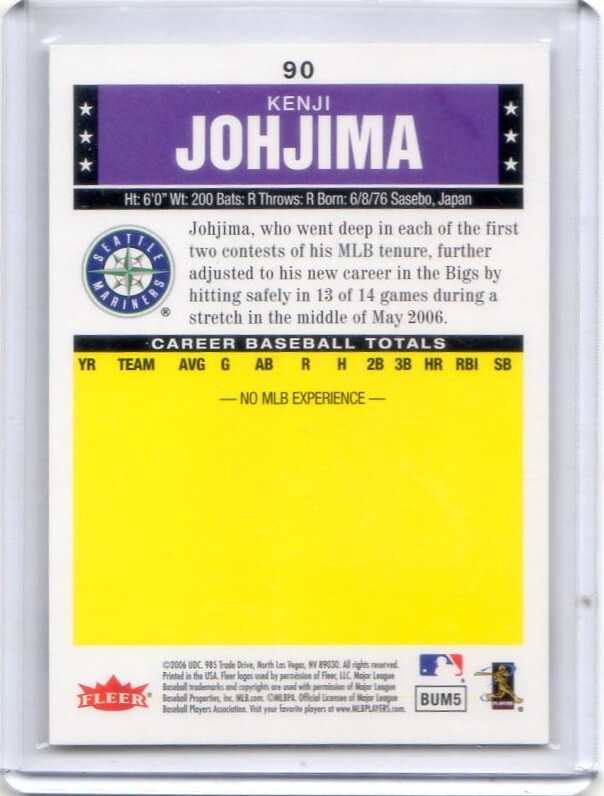 90
KENJI
JOHJIMA
Ht: 6'0" Wt: 200 Bats: R Throws: R Born: 6/8/76 Sasebo, Japan
SEATTLE
MARINERS
®
Johjima, who went deep in each of the first
two contests of his MLB tenure, further
adjusted to his new career in the Bigs by
hitting safely in 13 of 14 games during a
stretch in the middle of May 2006.
CAREER BASEBALL TOTALS
YR TEAM AVG G AB R H 2B 3B HR RBI SB
— NO MLB EXPERIENCE —
FLEER®
©2006 UDC. 985 Trade Drive, North Las Vegas, NV 89030. All rights reserved.
Printed in the USA. Fleer logos used by permission of Fleer, LLC. Major League
Baseball trademarks and copyrights are used with permission of Major League
Baseball Properties, Inc. MLB.com. ©MLBPA. Official Licensee of Major League
Baseball Players Association. Visit your favorite players at www.MLBPLAYERS.com.
BUM5